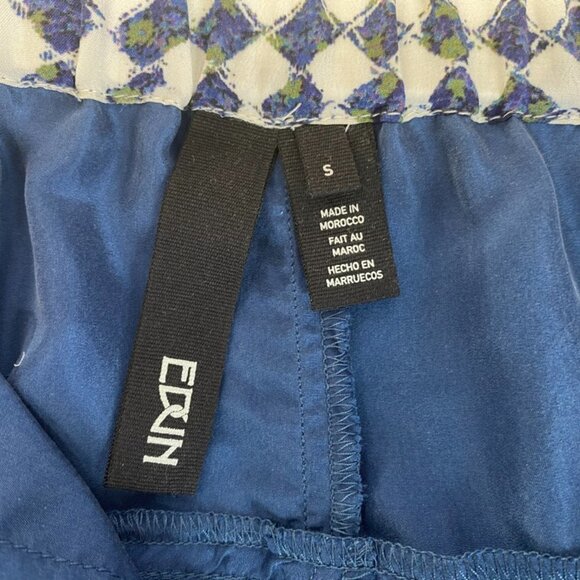 EDUN
S
MADE IN
MOROCCO
FAIT AU
MAROC
HECHO EN
MARRUECOS